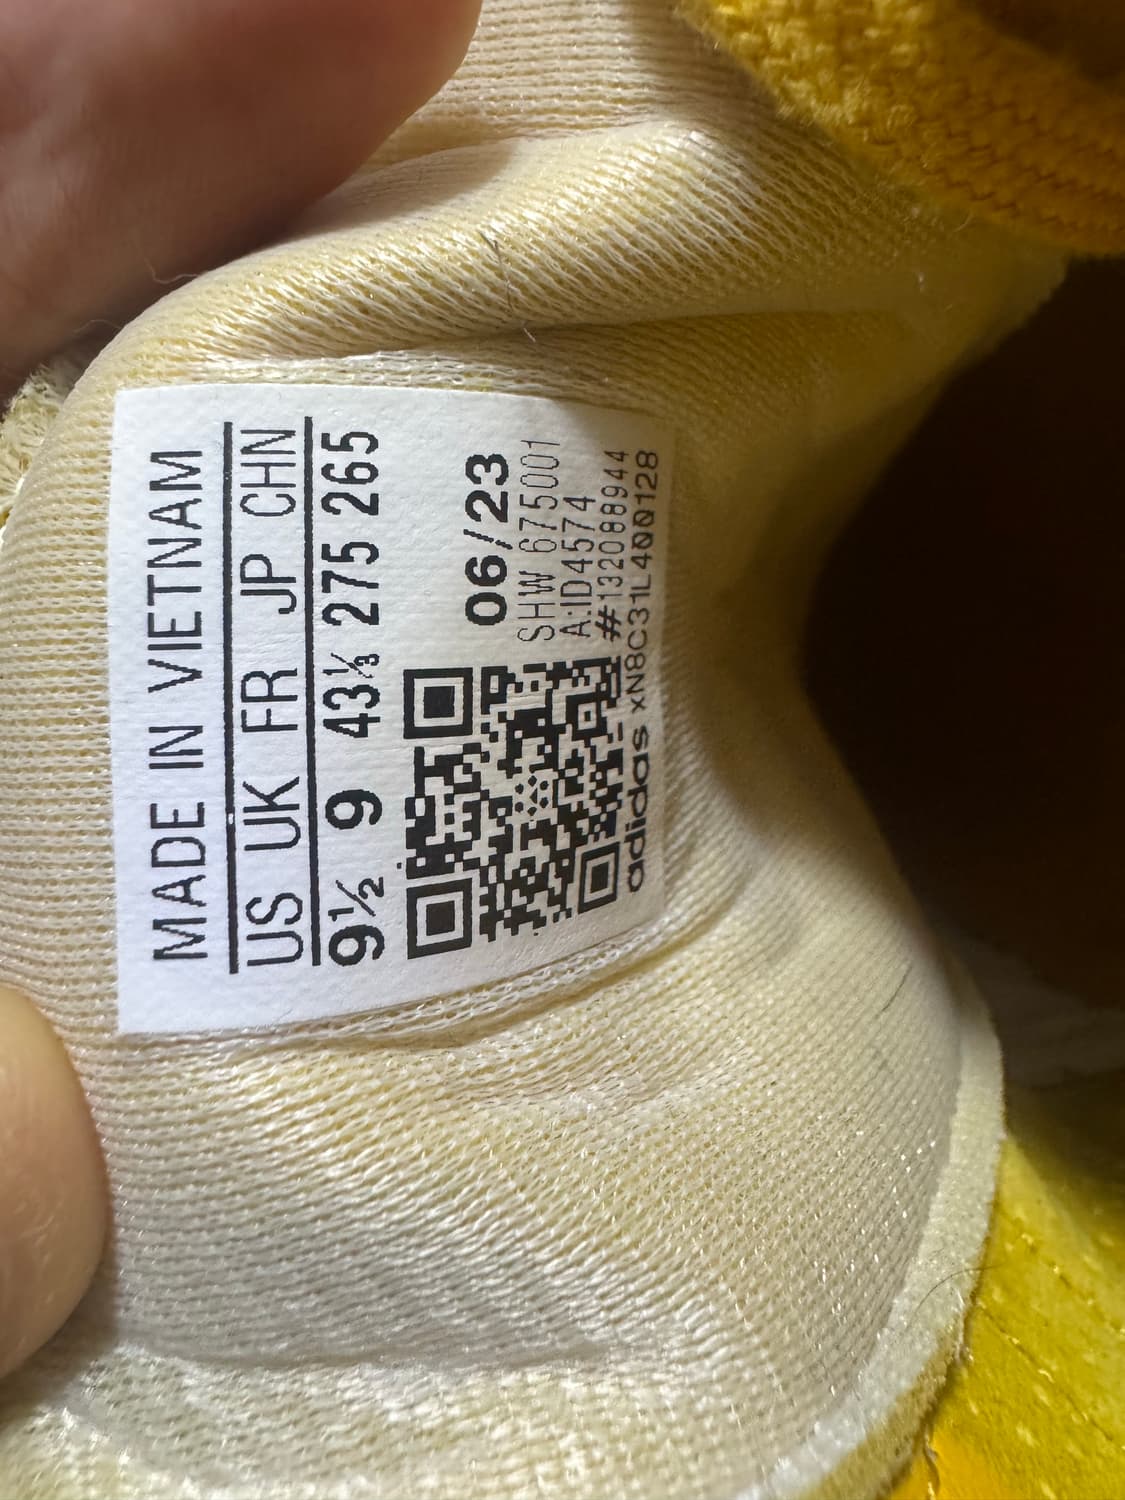 MADE IN VIETNAM
US UK FR JP CHN
9½ 9 43⅓ 275 265
06/23
SHW 675001
A:ID4574
#132088944
adidas xN8C31L400128